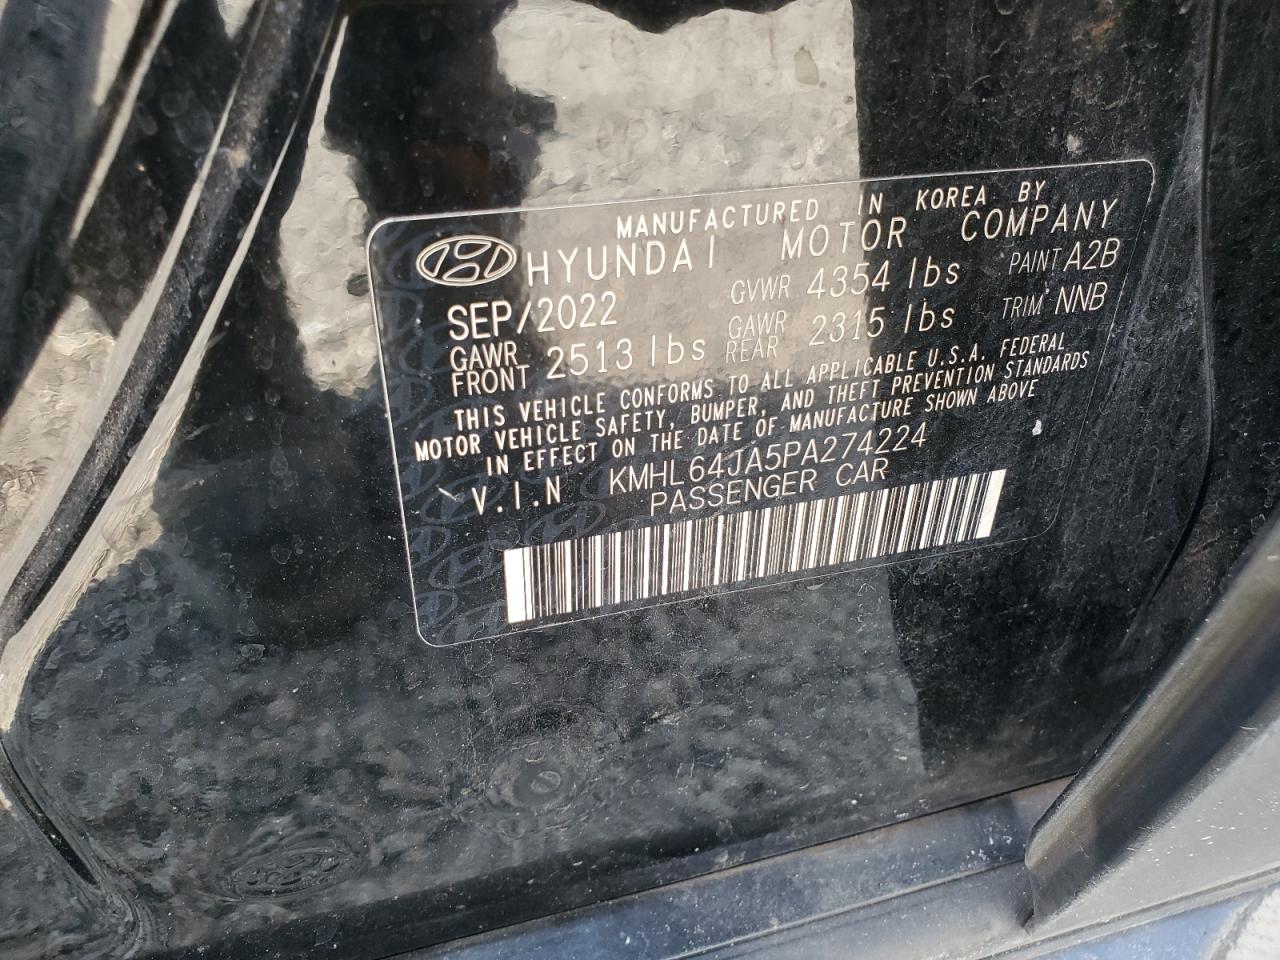 MANUFACTURED IN KOREA BY
HYUNDAI MOTOR COMPANY
SEP/2022 GVWR 4354 lbs PAINT A2B
GAWR FRONT 2513 lbs GAWR REAR 2315 lbs TRIM NNB
THIS VEHICLE CONFORMS TO ALL APPLICABLE U.S.A. FEDERAL
MOTOR VEHICLE SAFETY, BUMPER, AND THEFT PREVENTION STANDARDS
IN EFFECT ON THE DATE OF MANUFACTURE SHOWN ABOVE
V.I.N KMHL64JA5PA274224
PASSENGER CAR